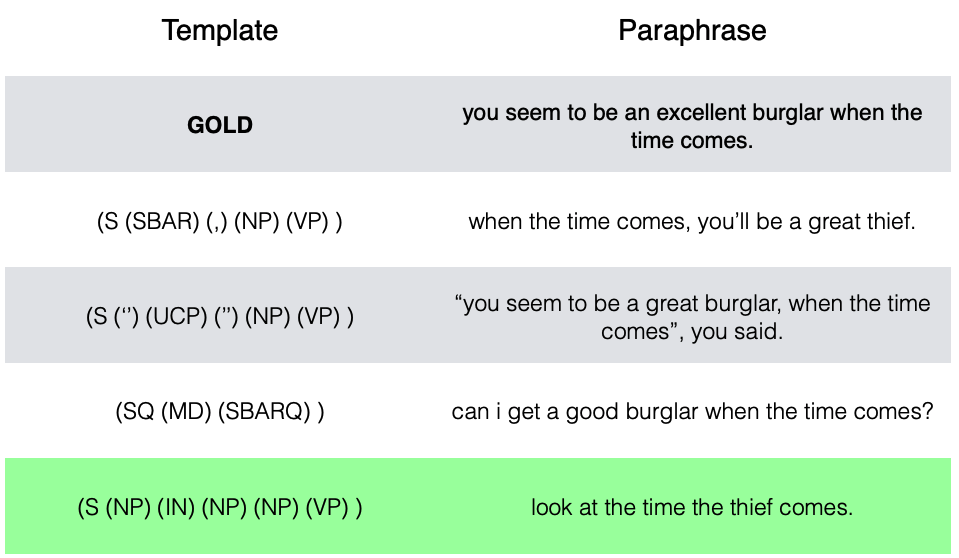 Template Paraphrase
GOLD you seem to be an excellent burglar when the
time comes.
(S (SBAR) (,) (NP) (VP) ) when the time comes, you’ll be a great thief.
(S (‘’) (UCP) (’’) (NP) (VP) ) “you seem to be a great burglar, when the time
comes”, you said.
(SQ (MD) (SBARQ) ) can i get a good burglar when the time comes?
(S (NP) (IN) (NP) (NP) (VP) ) look at the time the thief comes.